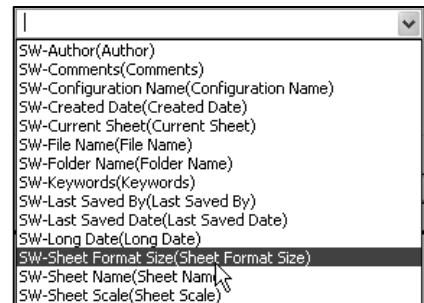 SW-Author(Author)
SW-Comments(Comments)
SW-Configuration Name(Configuration Name)
SW-Created Date(Created Date)
SW-Current Sheet(Current Sheet)
SW-File Name(File Name)
SW-Folder Name(Folder Name)
SW-Keywords(Keywords)
SW-Last Saved By(Last Saved By)
SW-Last Saved Date(Last Saved Date)
SW-Long Date(Long Date)
SW-Sheet Format Size(Sheet Format Size)
SW-Sheet Name(Sheet Name)
SW-Sheet Scale(Sheet Scale)